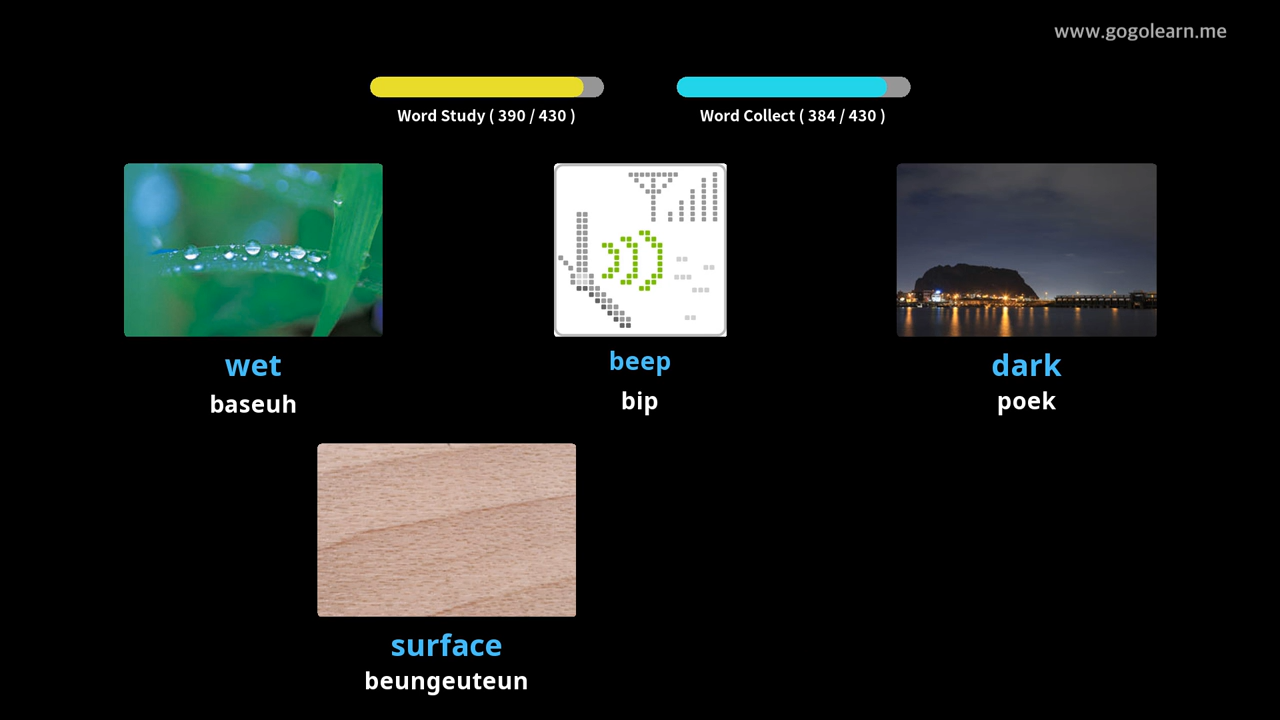 www.gogolearn.me
Word Study ( 390 / 430 )
Word Collect ( 384 / 430 )
wet
baseuh
beep
bip
dark
poek
surface
beungeuteun